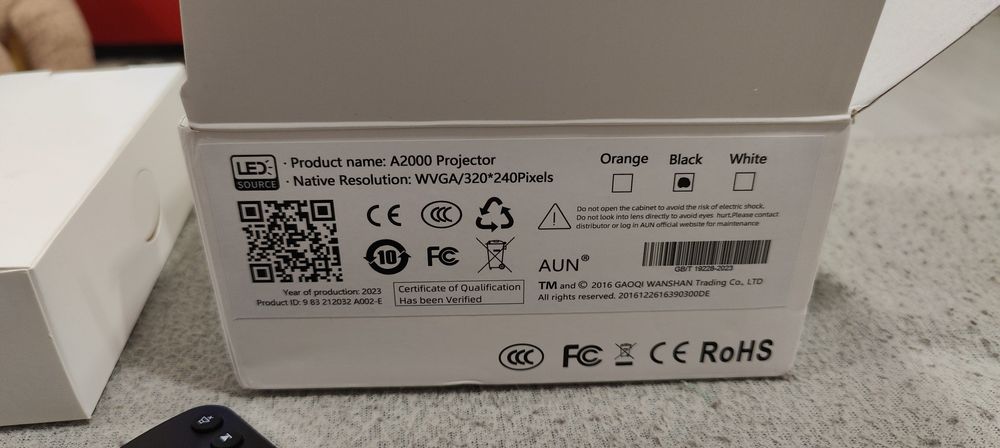 LED
SOURCE
· Product name: A2000 Projector
· Native Resolution: WVGA/320*240Pixels
Orange Black White
CE CCC
Do not open the cabinet to avoid the risk of electric shock.
Do not look into lens directly to avoid eyes hurt.Please contact
distributor or log in AUN official website for maintenance
10 FC
AUN®
GB/T 19228-2023
Year of production: 2023
Product ID: 9 83 212032 A002-E
Certificate of Qualification
Has been Verified
TM and © 2016 GAOQI WANSHAN Trading Co., LTD
All rights reserved. 2016122616390300DE
CCC FC CE RoHS